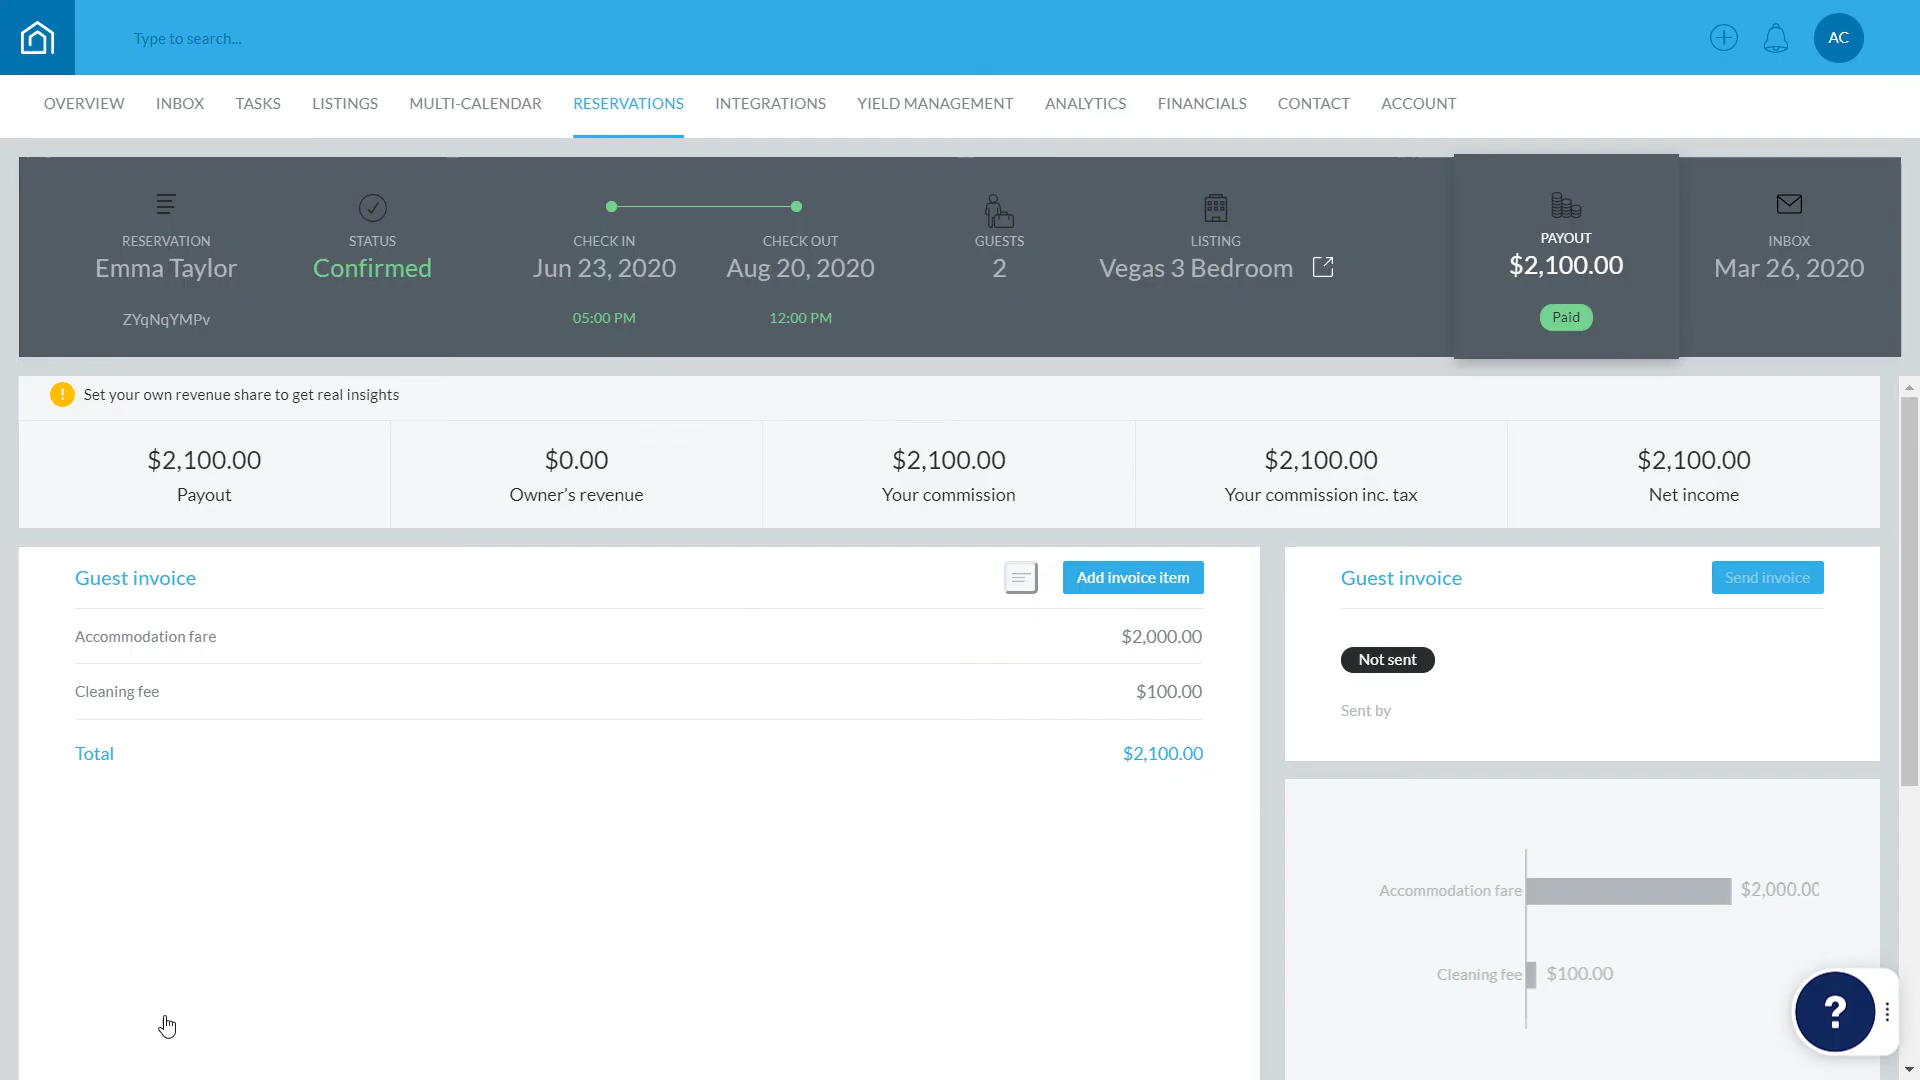 Type to search...
AC
OVERVIEW INBOX TASKS LISTINGS MULTI-CALENDAR RESERVATIONS INTEGRATIONS YIELD MANAGEMENT ANALYTICS FINANCIALS CONTACT ACCOUNT
RESERVATION
Emma Taylor
ZYqNqYMPv
STATUS
Confirmed
CHECK IN
Jun 23, 2020
05:00 PM
CHECK OUT
Aug 20, 2020
12:00 PM
GUESTS
2
LISTING
Vegas 3 Bedroom
PAYOUT
$2,100.00
Paid
INBOX
Mar 26, 2020
! Set your own revenue share to get real insights
$2,100.00
Payout
$0.00
Owner's revenue
$2,100.00
Your commission
$2,100.00
Your commission inc. tax
$2,100.00
Net income
Guest invoice
Add invoice item
Accommodation fare $2,000.00
Cleaning fee $100.00
Total $2,100.00
Guest invoice
Send invoice
Not sent
Sent by
Accommodation fare $2,000.00
Cleaning fee $100.00
?